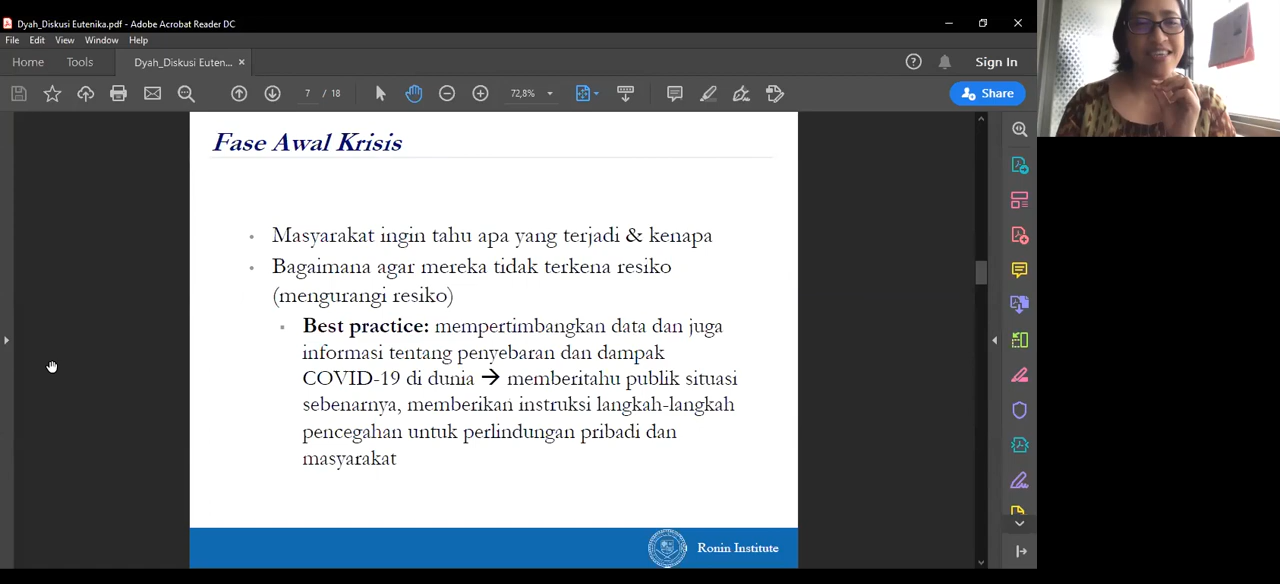 Dyah_Diskusi Eutenika.pdf - Adobe Acrobat Reader DC
File Edit View Window Help
Home Tools Dyah_Diskusi Euten... × Sign In
7 / 18 72,8% Share
Fase Awal Krisis
• Masyarakat ingin tahu apa yang terjadi & kenapa
• Bagaimana agar mereka tidak terkena resiko
(mengurangi resiko)
▪ Best practice: mempertimbangkan data dan juga
informasi tentang penyebaran dan dampak
COVID-19 di dunia → memberitahu publik situasi
sebenarnya, memberikan instruksi langkah-langkah
pencegahan untuk perlindungan pribadi dan
masyarakat
Ronin Institute